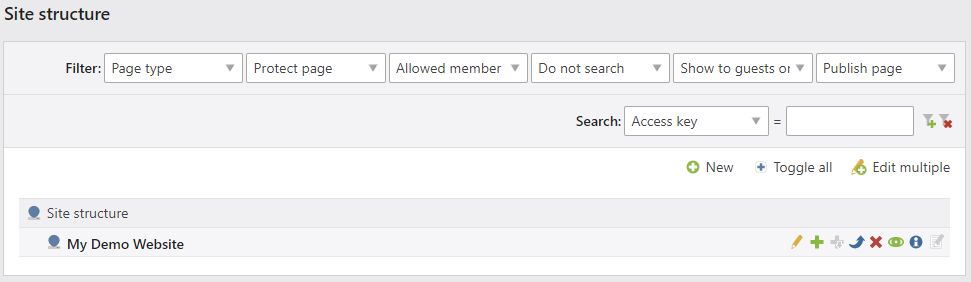 Site structure
Filter: Page type Protect page Allowed member Do not search Show to guests or Publish page
Search: Access key =
New Toggle all Edit multiple
Site structure
My Demo Website